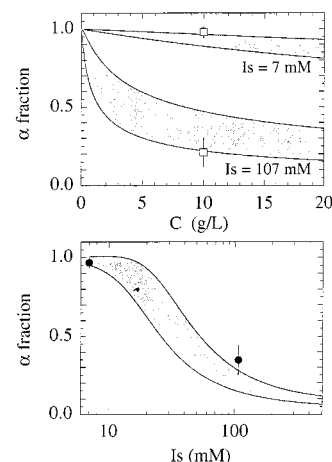 1.0
Is = 7 mM
α fraction
0.5
Is = 107 mM
0.0
0 5 10 15 20
C (g/L)
1.0
α fraction
0.5
0.0
10 100
Is (mM)